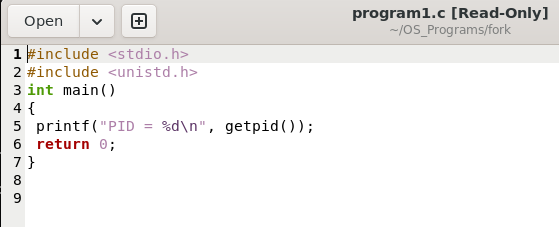 Open
program1.c [Read-Only]
~/OS_Programs/fork
1 #include <stdio.h>
2 #include <unistd.h>
3 int main()
4 {
5  printf("PID = %d\n", getpid());
6  return 0;
7 }
8
9